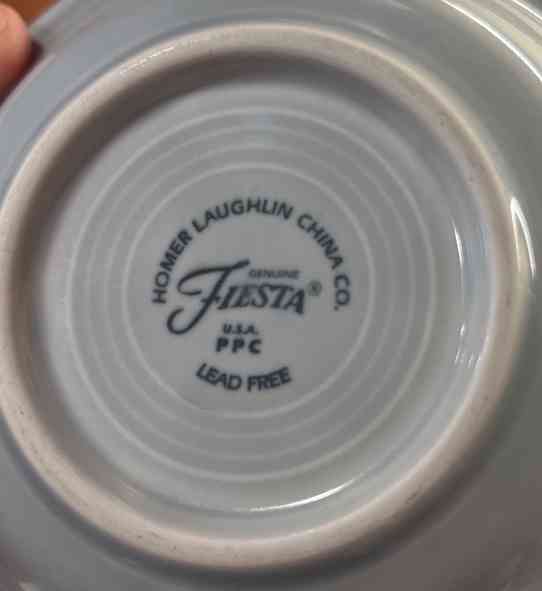 HOMER LAUGHLIN CHINA CO.
GENUINE
FIESTA®
U.S.A.
PPC
LEAD FREE